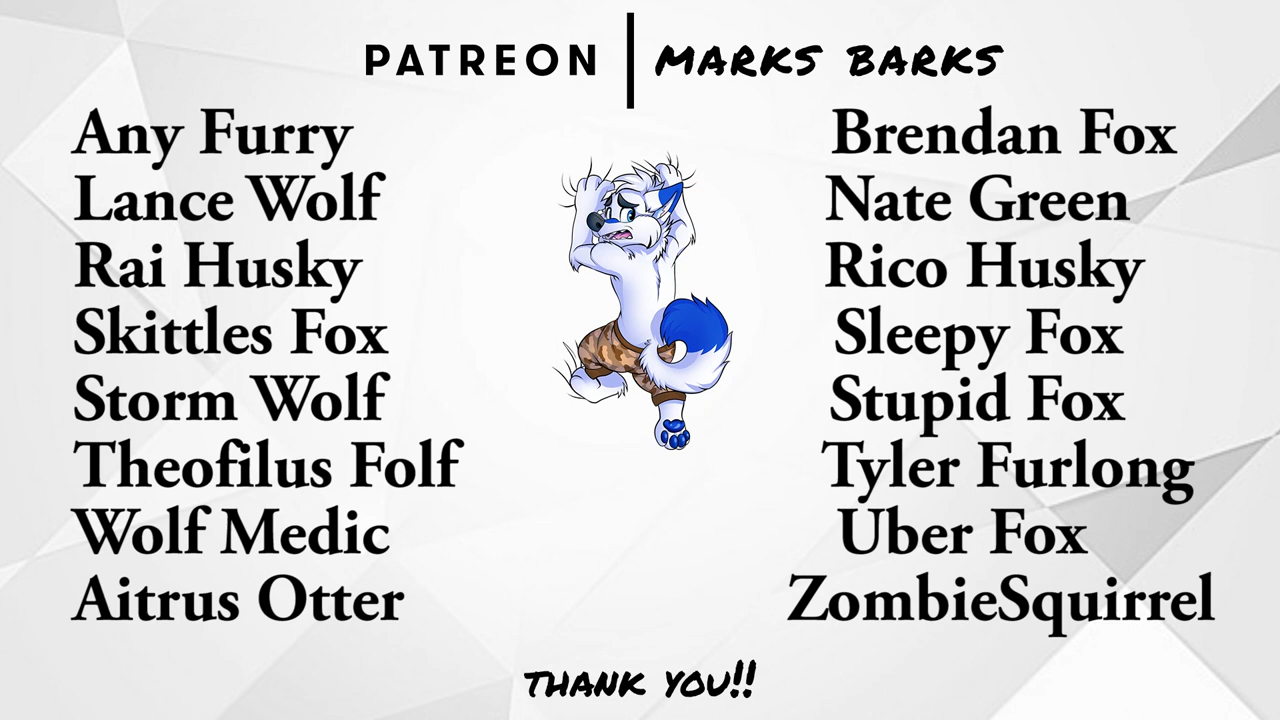 PATREON | MARKS BARKS
Any Furry
Lance Wolf
Rai Husky
Skittles Fox
Storm Wolf
Theofilus Folf
Wolf Medic
Aitrus Otter
Brendan Fox
Nate Green
Rico Husky
Sleepy Fox
Stupid Fox
Tyler Furlong
Uber Fox
ZombieSquirrel
THANK YOU!!